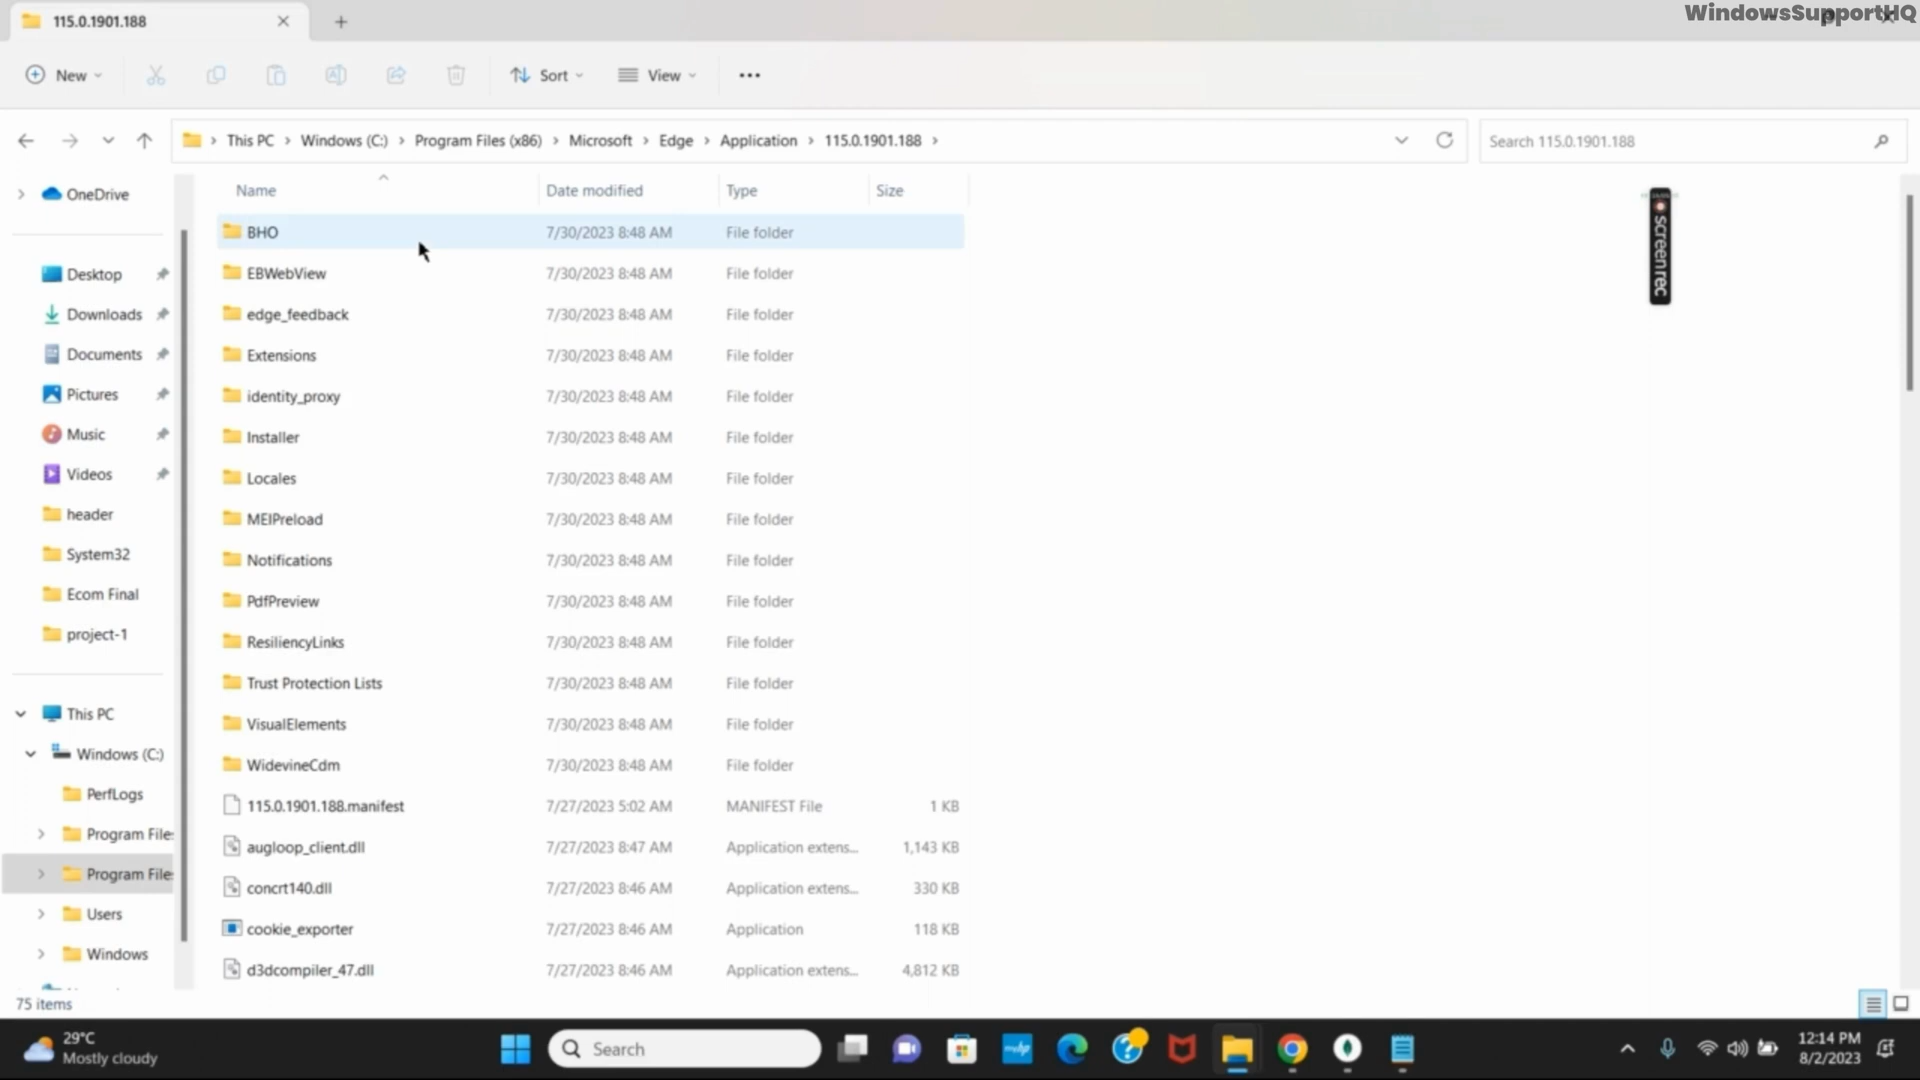 115.0.1901.188
WindowsSupportHQ
New
Sort
View
This PC > Windows (C:) > Program Files (x86) > Microsoft > Edge > Application > 115.0.1901.188 >
Search 115.0.1901.188
OneDrive
Desktop
Downloads
Documents
Pictures
Music
Videos
header
System32
Ecom Final
project-1
This PC
Windows (C:)
PerfLogs
Program Files
Program Files
Users
Windows
Name Date modified Type Size
BHO 7/30/2023 8:48 AM File folder
EBWebView 7/30/2023 8:48 AM File folder
edge_feedback 7/30/2023 8:48 AM File folder
Extensions 7/30/2023 8:48 AM File folder
identity_proxy 7/30/2023 8:48 AM File folder
Installer 7/30/2023 8:48 AM File folder
Locales 7/30/2023 8:48 AM File folder
MEIPreload 7/30/2023 8:48 AM File folder
Notifications 7/30/2023 8:48 AM File folder
PdfPreview 7/30/2023 8:48 AM File folder
ResiliencyLinks 7/30/2023 8:48 AM File folder
Trust Protection Lists 7/30/2023 8:48 AM File folder
VisualElements 7/30/2023 8:48 AM File folder
WidevineCdm 7/30/2023 8:48 AM File folder
115.0.1901.188.manifest 7/27/2023 5:02 AM MANIFEST File 1 KB
augloop_client.dll 7/27/2023 8:47 AM Application extens... 1,143 KB
concrt140.dll 7/27/2023 8:46 AM Application extens... 330 KB
cookie_exporter 7/27/2023 8:46 AM Application 118 KB
d3dcompiler_47.dll 7/27/2023 8:46 AM Application extens... 4,812 KB
screenrec
75 items
29°C
Mostly cloudy
Search
myhp
12:14 PM
8/2/2023